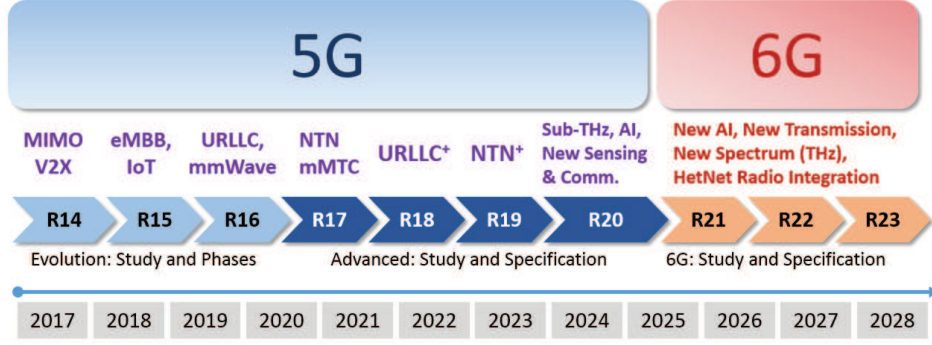 5G
6G
MIMO
V2X
eMBB,
IoT
URLLC,
mmWave
NTN
mMTC
URLLC⁺
NTN⁺
Sub-THz, AI,
New Sensing
& Comm.
New AI, New Transmission,
New Spectrum (THz),
HetNet Radio Integration
R14
R15
R16
R17
R18
R19
R20
R21
R22
R23
Evolution: Study and Phases
Advanced: Study and Specification
6G: Study and Specification
2017
2018
2019
2020
2021
2022
2023
2024
2025
2026
2027
2028